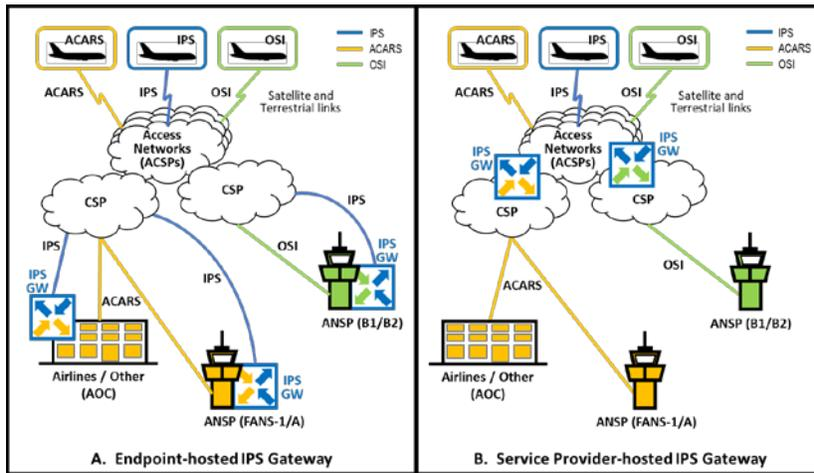 ACARS
IPS
OSI
IPS
ACARS
OSI
ACARS
IPS
OSI
Satellite and
Terrestrial links
Access
Networks
(ACSPs)
CSP
CSP
IPS
IPS
OSI
IPS
IPS
GW
IPS
GW
ACARS
ANSP (B1/B2)
Airlines / Other
(AOC)
IPS
GW
ANSP (FANS-1/A)
A. Endpoint-hosted IPS Gateway
ACARS
IPS
OSI
IPS
ACARS
OSI
ACARS
IPS
OSI
Satellite and
Terrestrial links
Access
Networks
(ACSPs)
IPS
GW
IPS
GW
CSP
CSP
OSI
ACARS
ANSP (B1/B2)
Airlines / Other
(AOC)
ANSP (FANS-1/A)
B. Service Provider-hosted IPS Gateway